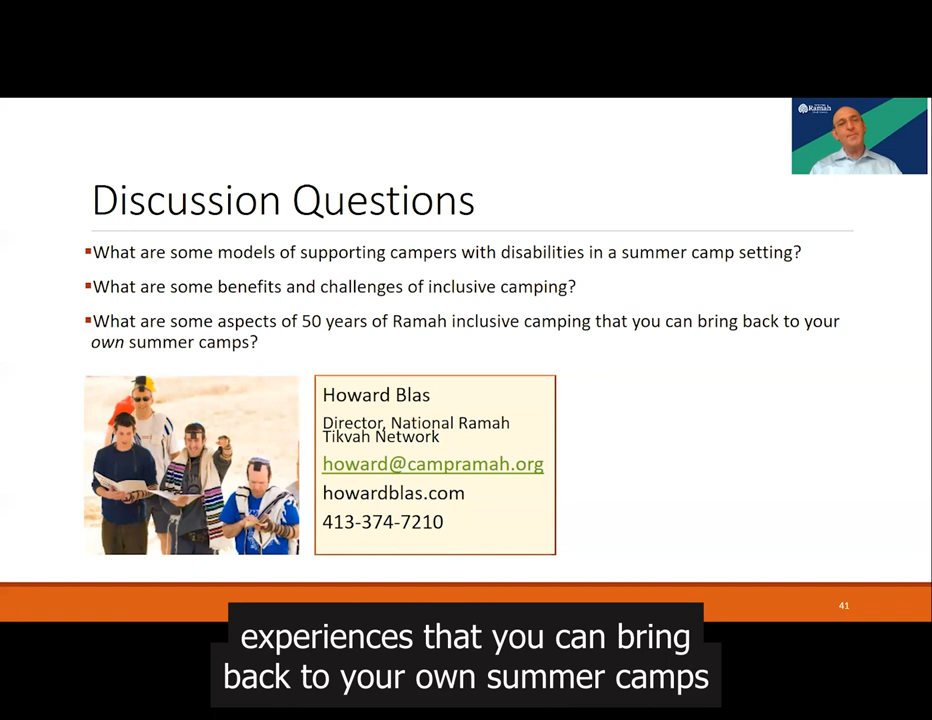 Ramah
Discussion Questions
▪What are some models of supporting campers with disabilities in a summer camp setting?
▪What are some benefits and challenges of inclusive camping?
▪What are some aspects of 50 years of Ramah inclusive camping that you can bring back to your
own summer camps?
Howard Blas
Director, National Ramah
Tikvah Network
howard@campramah.org
howardblas.com
413-374-7210
41
experiences that you can bring
back to your own summer camps